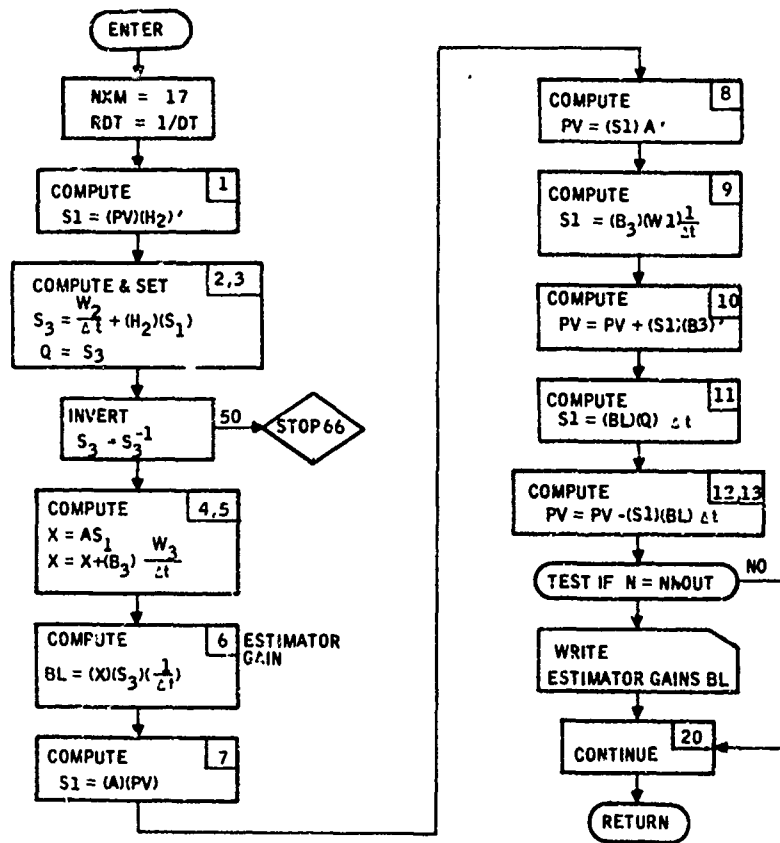 ENTER
NXM = 17
RDT = 1/DT
1
COMPUTE
S1 = (PV)(H2)'
2,3
COMPUTE & SET
S3 = W2/Δt + (H2)(S1)
Q = S3
INVERT
S3 - S3^-1
50
STOP 66
4,5
COMPUTE
X = AS1
X = X+(B3) W3/Δt
6
COMPUTE
BL = (X)(S3)(1/Δt)
ESTIMATOR
GAIN
7
COMPUTE
S1 = (A)(PV)
8
COMPUTE
PV = (S1) A'
9
COMPUTE
S1 = (B3)(W1) 1/Δt
10
COMPUTE
PV = PV + (S1)(B3)'
11
COMPUTE
S1 = (BL)(Q) Δt
12,13
COMPUTE
PV = PV -(S1)(BL) Δt
TEST IF N =
NO
WRITE
ESTIMATOR GAINS BL
20
CONTINUE
RETURN